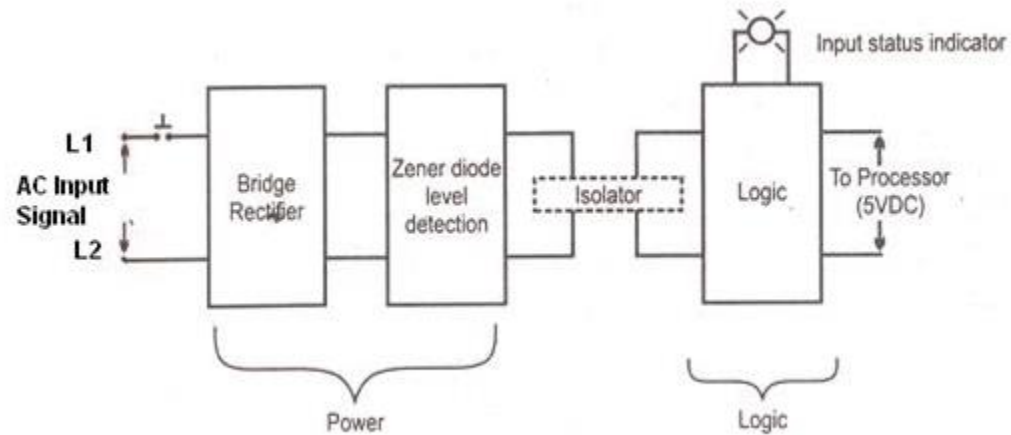 Input status indicator
L1
AC Input
Signal
L2
Bridge
Rectifier
Zener diode
level
detection
Isolator
Logic
To Processor
(5VDC)
Power
Logic